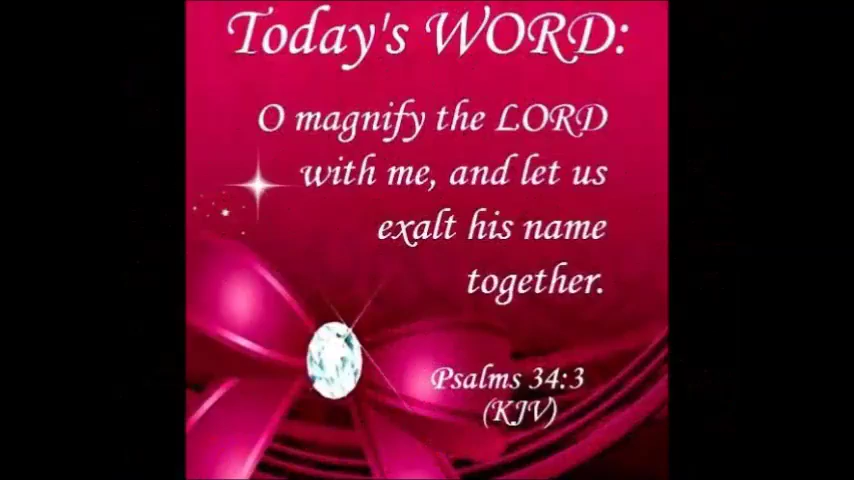 Today's WORD:
O magnify the LORD
with me, and let us
exalt his name
together.
Psalms 34:3
(KJV)